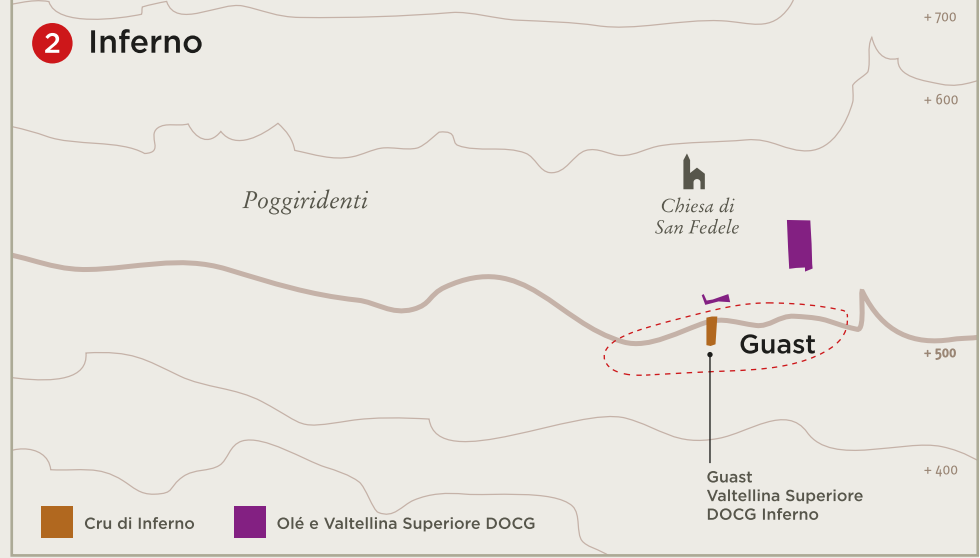 + 700
2 Inferno
+ 600
Poggiridenti
Chiesa di
San Fedele
Guast
+ 500
+ 400
Guast
Valtellina Superiore
DOCG Inferno
Cru di Inferno
Olé e Valtellina Superiore DOCG